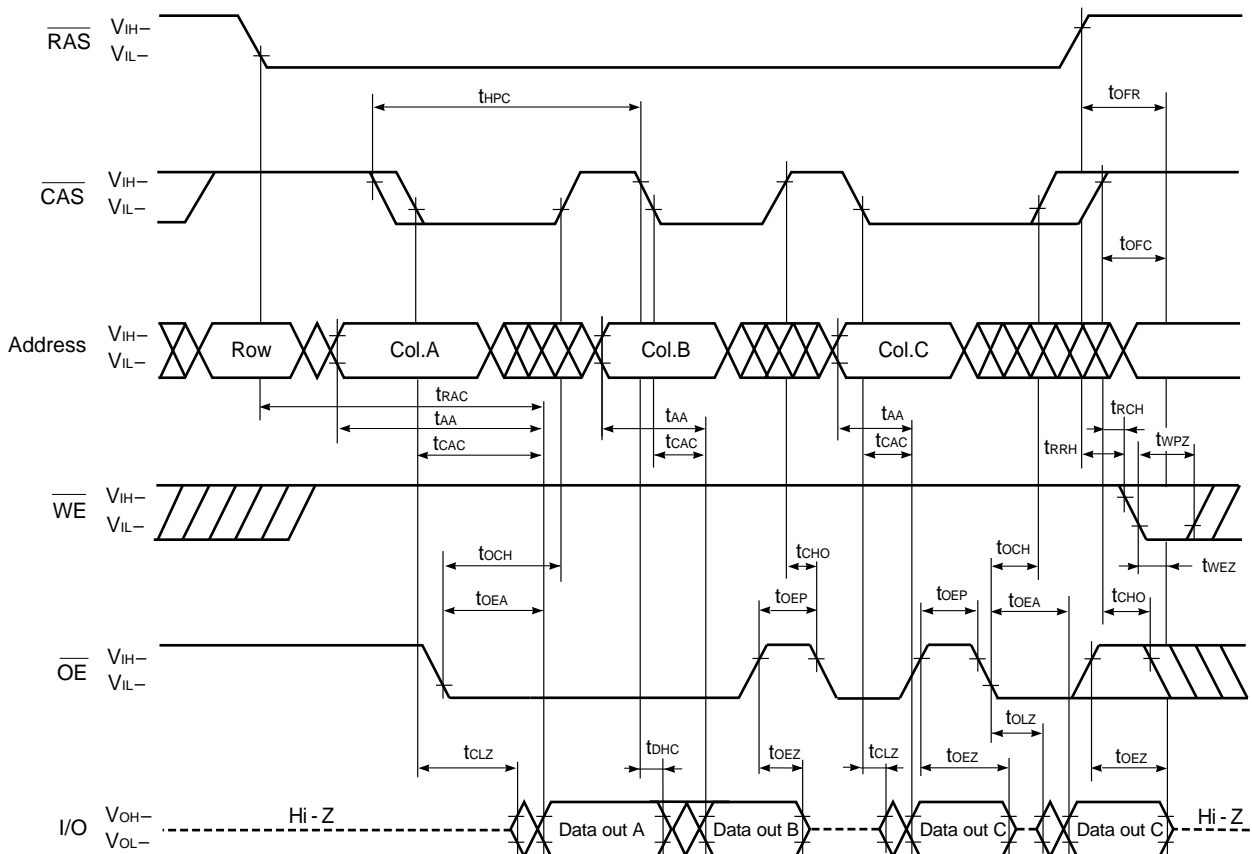 RAS VIH– VIL–
tHPC tOFR
CAS VIH– VIL–
tOFC
Address VIH– VIL– Row Col.A Col.B Col.C
tRAC
tAA tAA tAA tRCH
tCAC tCAC tCAC tRRH tWPZ
WE VIH– VIL–
tOCH tCHO tOCH tWEZ
tOEA tOEP tOEP tOEA tCHO
OE VIH– VIL–
tOLZ
tCLZ tDHC tOEZ tCLZ tOEZ tOEZ
I/O VOH– VOL– Hi - Z Data out A Data out B Data out C Data out C Hi - Z